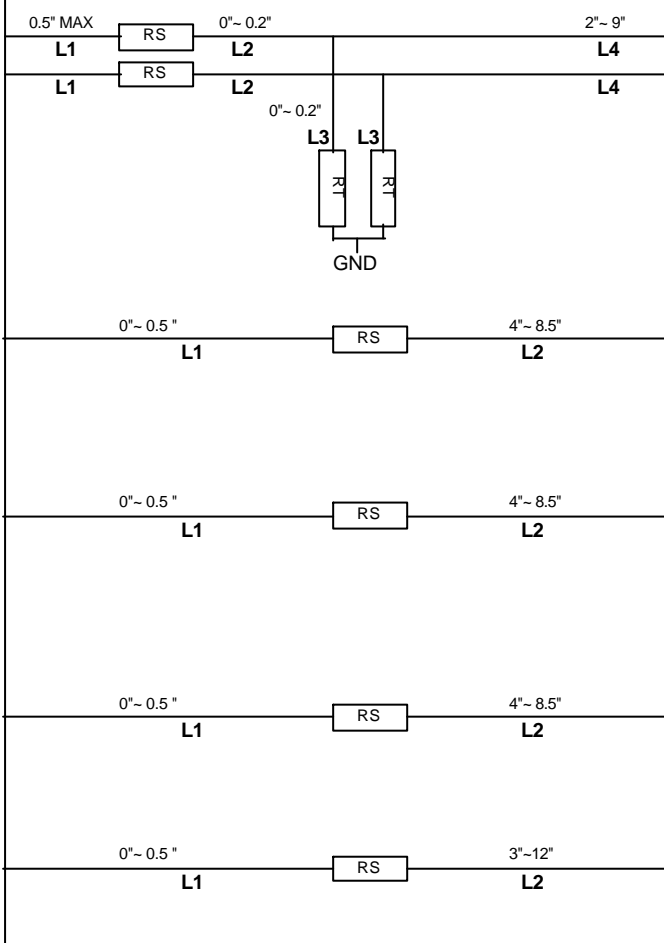 0.5" MAX RS 0"~ 0.2" 2"~ 9"
L1 L2 L4
RS
L1 L2 L4
0"~ 0.2"
L3 L3
RT RT
GND
0"~ 0.5 " RS 4"~ 8.5"
L1 L2
0"~ 0.5 " RS 4"~ 8.5"
L1 L2
0"~ 0.5 " RS 4"~ 8.5"
L1 L2
0"~ 0.5 " RS 3"~12"
L1 L2